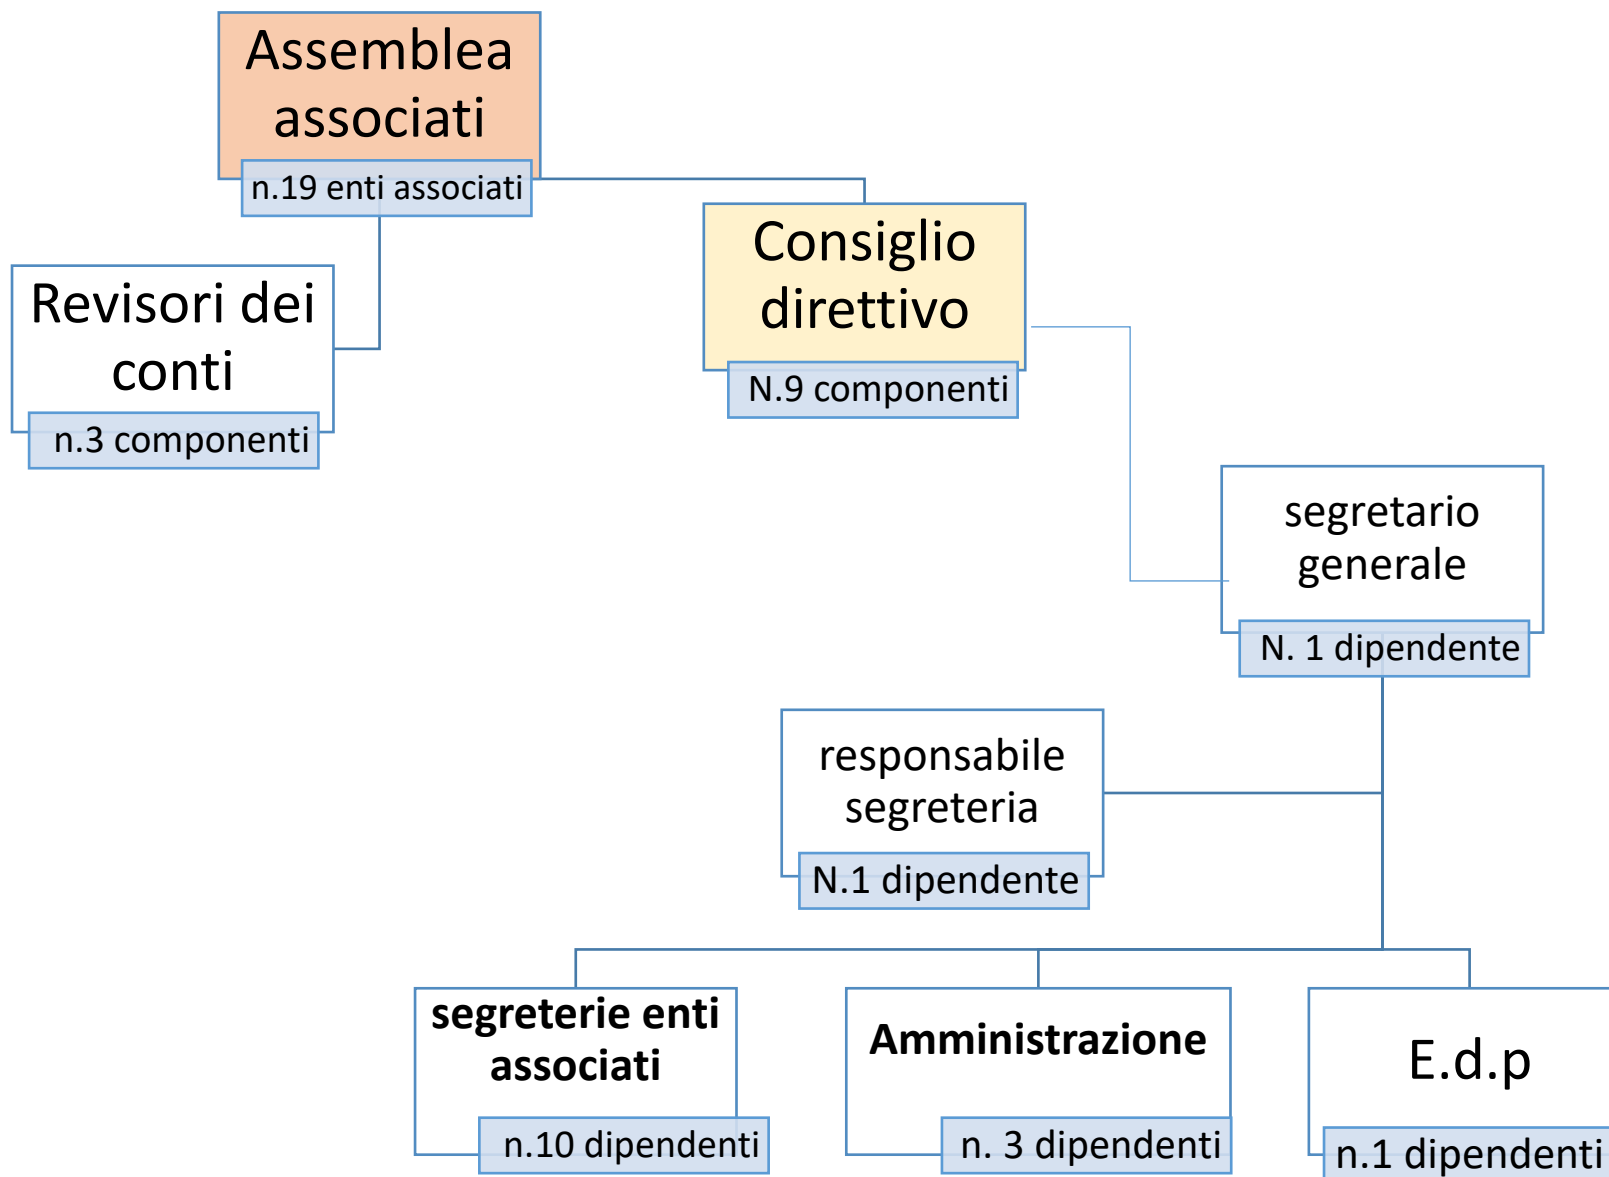 Assemblea
associati
n.19 enti associati
Consiglio
direttivo
N.9 componenti
Revisori dei
conti
n.3 componenti
segretario
generale
N. 1 dipendente
responsabile
segreteria
N.1 dipendente
segreterie enti
associati
n.10 dipendenti
Amministrazione
n. 3 dipendenti
E.d.p
n.1 dipendenti